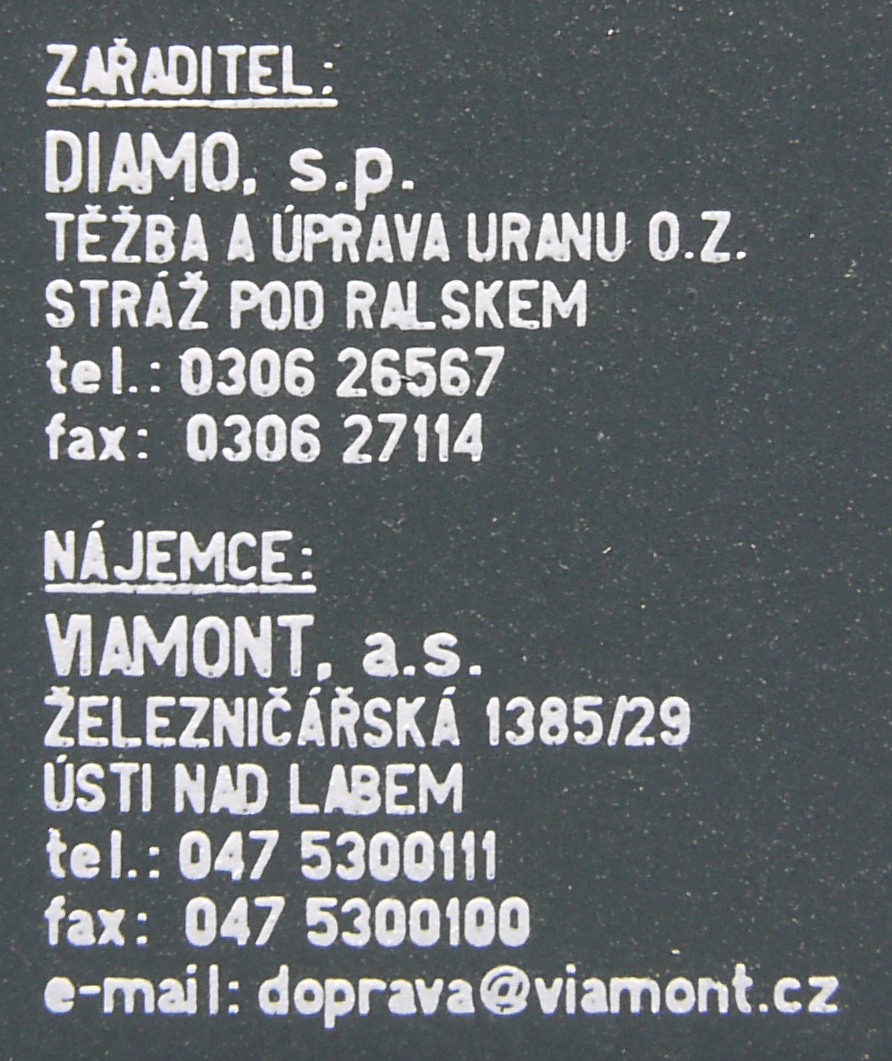 ZAŘADITEL:
DIAMO, s.p.
TĚŽBA A ÚPRAVA URANU O.Z.
STRÁŽ POD RALSKEM
tel.: 0306 26567
fax: 0306 27114
NÁJEMCE:
VIAMONT, a.s.
ŽELEZNIČÁŘSKÁ 1385/29
ÚSTI NAD LABEM
tel.: 047 5300111
fax: 047 5300100
e-mail: doprava@viamont.cz